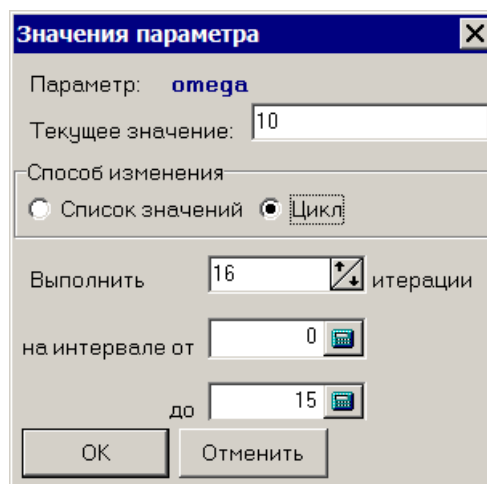 Значения параметра
Параметр: omega
Текущее значение: 10
Способ изменения
Список значений Цикл
Выполнить 16 итерации
на интервале от 0
до 15
OK Отменить